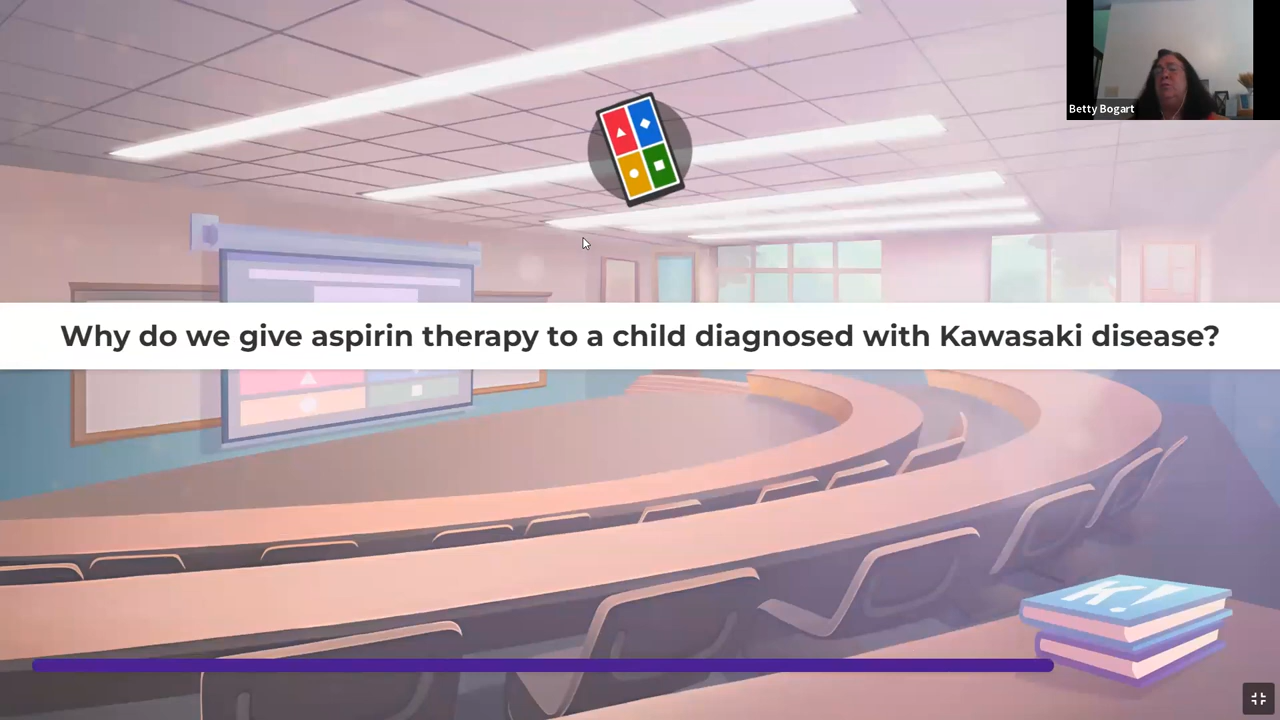 Betty Bogart
Why do we give aspirin therapy to a child diagnosed with Kawasaki disease?
K!